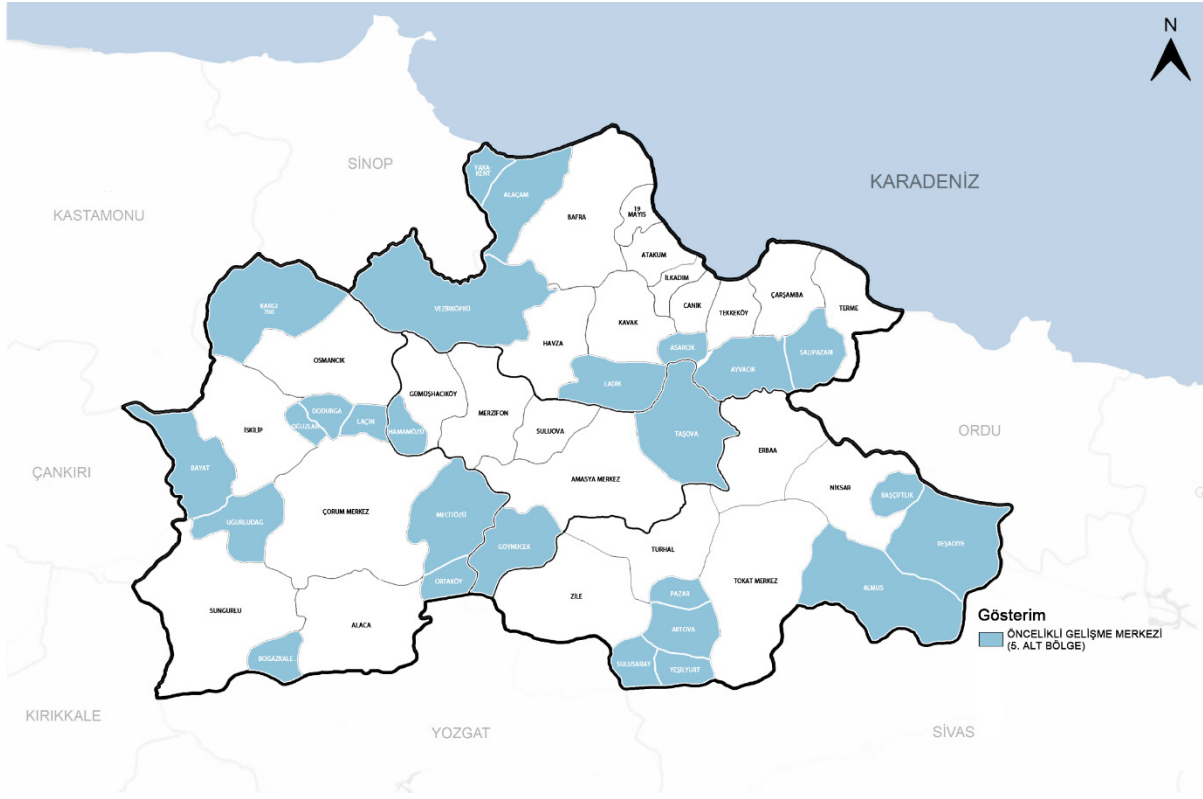 N
SİNOP
KARADENİZ
KASTAMONU
YAKA-
KENT
ALAÇAM
BAFRA
19
MAYIS
ATAKUM
İLKADIM
CANİK
TEKKEKÖY
ÇARŞAMBA
TERME
KARGI
VEZİRKÖPRÜ
HAVZA
KAVAK
ASARCIK
AYVACIK
SALIPAZARI
OSMANCIK
LADİK
GÜMÜŞHACIKÖY
MERZİFON
SULUOVA
TAŞOVA
DODURGA
OĞUZLAR
LAÇİN
HAMAMÖZÜ
İSKİLİP
ERBAA
ORDU
ÇANKIRI
BAYAT
AMASYA MERKEZ
NİKSAR
BAŞÇİFTLİK
UĞURLUDAG
ÇORUM MERKEZ
MECİTÖZÜ
GÖYNÜCEK
REŞADİYE
TURHAL
TOKAT MERKEZ
ALMUS
ORTAKÖY
ZİLE
PAZAR
SUNGURLU
ALACA
ARTOVA
Gösterim
ÖNCELİKLİ GELİŞME MERKEZİ
(5. ALT BÖLGE)
BOĞAZKALE
SULUSARAY
YEŞİLYURT
KIRIKKALE
YOZGAT
SİVAS